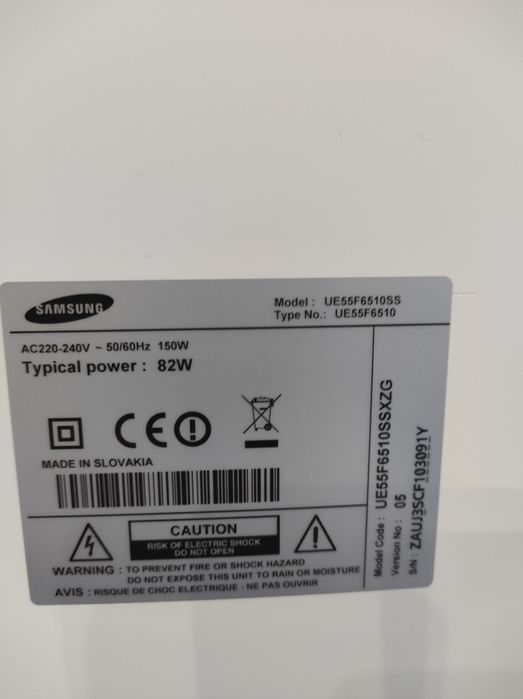 SAMSUNG
Model : UE55F6510SS
Type No.: UE55F6510
AC220-240V ~ 50/60Hz 150W
Typical power : 82W
CE
MADE IN SLOVAKIA
CAUTION
RISK OF ELECTRIC SHOCK
DO NOT OPEN
WARNING : TO PREVENT FIRE OR SHOCK HAZARD
DO NOT EXPOSE THIS UNIT TO RAIN OR MOISTURE
AVIS : RISQUE DE CHOC ELECTRIQUE - NE PAS OUVRIR
Model Code : UE55F6510SSXZG
Version No : 05
S/N : ZAUJ3SCF103091Y